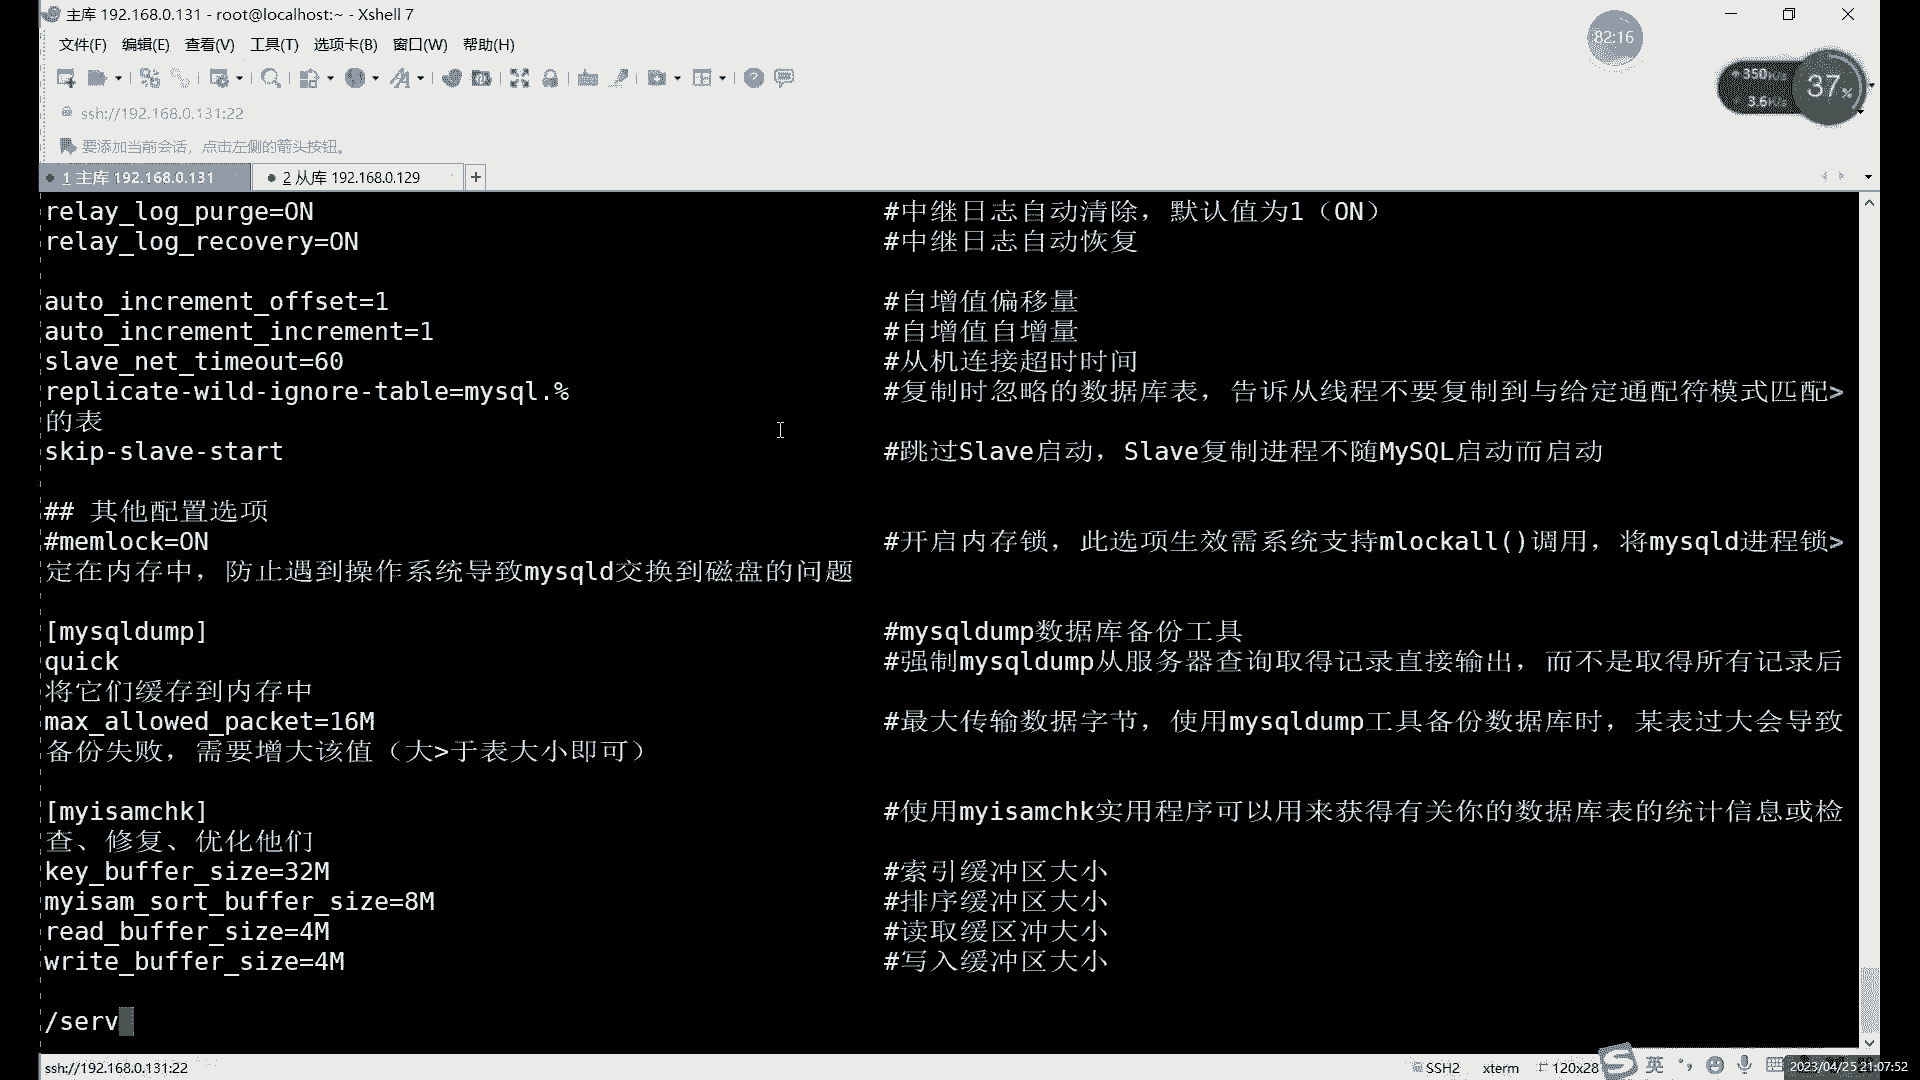 主库 192.168.0.131 - root@localhost:~ - Xshell 7
82:16
文件(F) 编辑(E) 查看(V) 工具(T) 选项卡(B) 窗口(W) 帮助(H)
350K/s
3.6K/s
37%
ssh://192.168.0.131:22
要添加当前会话，点击左侧的箭头按钮。
1 主库 192.168.0.131 2 从库 192.168.0.129 +
relay_log_purge=ON #中继日志自动清除，默认值为1（ON）
relay_log_recovery=ON #中继日志自动恢复
auto_increment_offset=1 #自增值偏移量
auto_increment_increment=1 #自增值自增量
slave_net_timeout=60 #从机连接超时时间
replicate-wild-ignore-table=mysql.% #复制时忽略的数据库表，告诉从线程不要复制到与给定通配符模式匹配>
的表
skip-slave-start #跳过Slave启动，Slave复制进程不随MySQL启动而启动
## 其他配置选项
#memlock=ON #开启内存锁，此选项生效需系统支持mlockall()调用，将mysqld进程锁>
定在内存中，防止遇到操作系统导致mysqld交换到磁盘的问题
[mysqldump] #mysqldump数据库备份工具
quick #强制mysqldump从服务器查询取得记录直接输出，而不是取得所有记录后
将它们缓存到内存中
max_allowed_packet=16M #最大传输数据字节，使用mysqldump工具备份数据库时，某表过大会导致
备份失败，需要增大该值（大>于表大小即可）
[myisamchk] #使用myisamchk实用程序可以用来获得有关你的数据库表的统计信息或检
查、修复、优化他们
key_buffer_size=32M #索引缓冲区大小
myisam_sort_buffer_size=8M #排序缓冲区大小
read_buffer_size=4M #读取缓区冲大小
write_buffer_size=4M #写入缓冲区大小
/serv
ssh://192.168.0.131:22 SSH2 xterm 120x28 英 2023/04/25 21:07:52